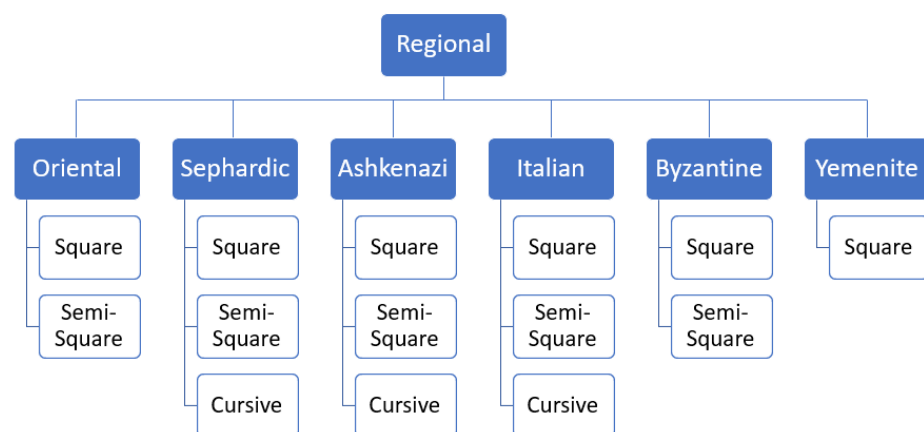 Regional
Oriental
Sephardic
Ashkenazi
Italian
Byzantine
Yemenite
Square
Square
Square
Square
Square
Square
Semi-
Square
Semi-
Square
Semi-
Square
Semi-
Square
Semi-
Square
Cursive
Cursive
Cursive